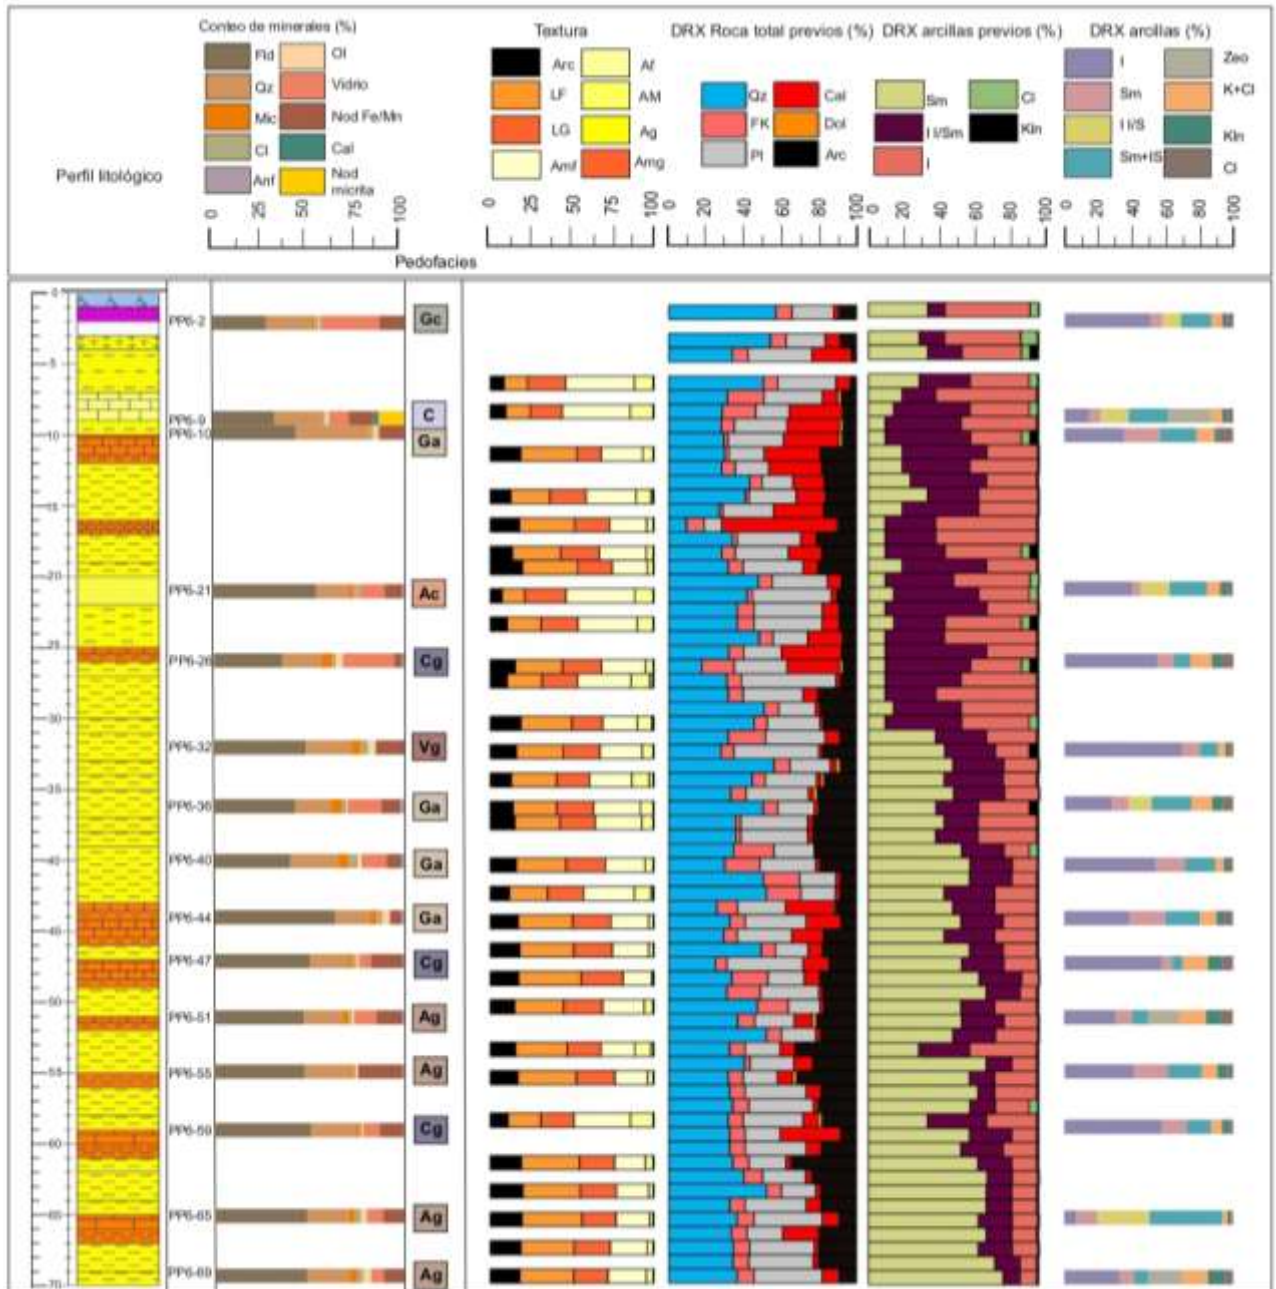 Conteo de minerales (%)
Fld
Ol
Qz
Vidrio
Mic
Nod Fe/Mn
Cl
Cal
Anf
Nod
micrita
0 25 50 75 100
Textura
Arc
Af
LF
AM
LG
Ag
Amf
Amg
0 25 50 75 100
DRX Roca total previos (%)
Qz
Cal
FK
Dol
Pl
Arc
0 20 40 60 80 100
DRX arcillas previos (%)
Sm
Cl
I I/Sm
Kln
I
0 20 40 60 80 100
DRX arcillas (%)
I
Zeo
Sm
K+Cl
I I/S
Kln
Sm+IS
Cl
0 20 40 60 80 100
Perfil litológico
Pedofacies
0
PP6-2
Gc
5
PP6-9
C
10
PP6-10
Ga
15
20
PP6-21
Ac
25
PP6-26
Cg
30
PP6-32
Vg
35
PP6-36
Ga
40
PP6-40
Ga
PP6-44
Ga
45
PP6-47
Cg
50
PP6-51
Ag
55
PP6-55
Ag
PP6-59
Cg
60
65
PP6-65
Ag
PP6-69
Ag
70